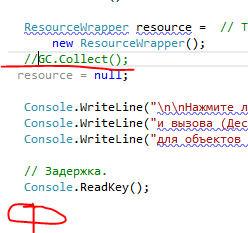 ResourceWrapper resource =  // Т
new ResourceWrapper();
//GC.Collect();
resource = null;
Console.WriteLine("\n\nНажмите л
Console.WriteLine("и вызова (Дес
Console.WriteLine("для объектов
// Задержка.
Console.ReadKey();